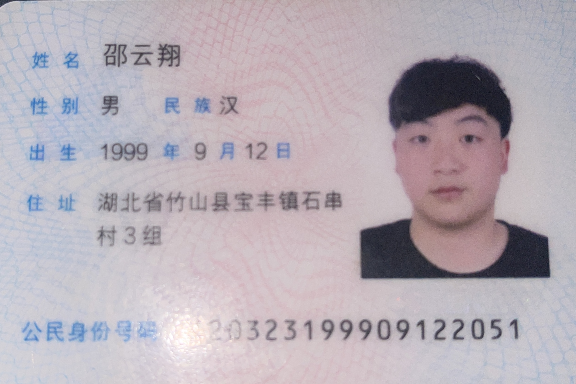 姓名 邵云翔
性别 男 民族 汉
出生 1999 年 9 月 12 日
住址 湖北省竹山县宝丰镇石串
村3组
公民身份号码 20323199909122051